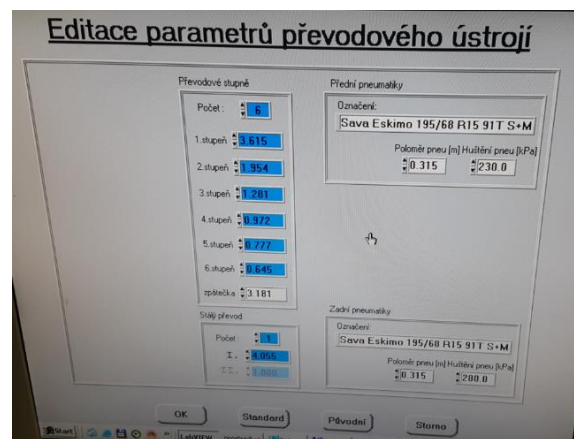 Editace parametrů převodového ústrojí
Převodové stupně
Počet: 6
1.stupeň 3.615
2.stupeň 1.954
3.stupeň 1.281
4.stupeň 0.972
5.stupeň 0.777
6.stupeň 0.645
zpátečka 3.181
Stálý převod
Počet 1
I. 4.055
II. 1.000
Přední pneumatiky
Označení:
Sava Eskimo 195/68 R15 91T S+M
Poloměr pneu [m] Huštění pneu [kPa]
0.315 230.0
Zadní pneumatiky
Označení:
Sava Eskimo 195/68 R15 91T S+M
Poloměr pneu [m] Huštění pneu [kPa]
0.315 200.0
OK Standard Původní Storno
Start LabVIEW